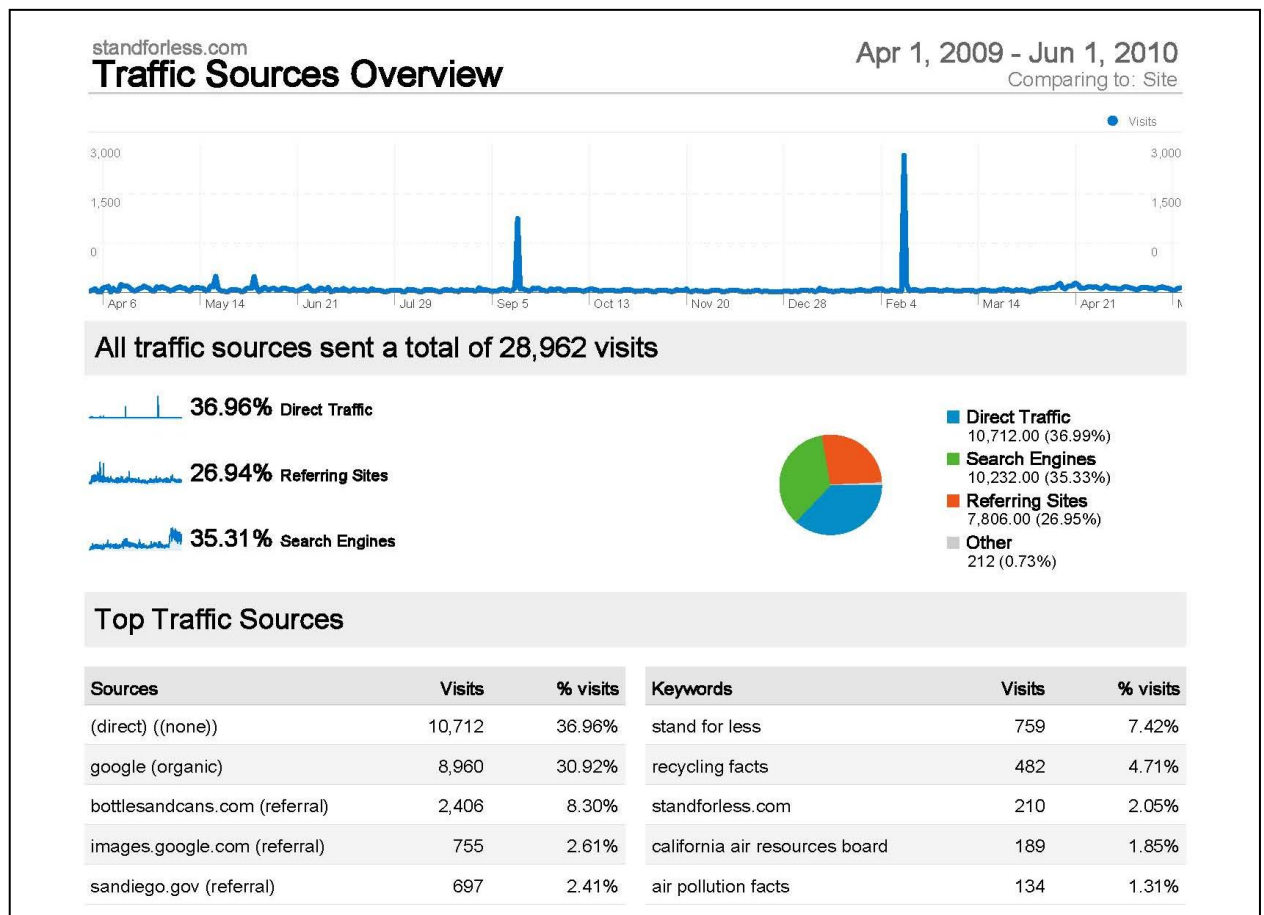 standforless.com
Traffic Sources Overview
Apr 1, 2009 - Jun 1, 2010
Comparing to: Site
Visits
3,000 3,000
1,500 1,500
0 0
Apr 6 May 14 Jun 21 Jul 29 Sep 5 Oct 13 Nov 20 Dec 28 Feb 4 Mar 14 Apr 21
All traffic sources sent a total of 28,962 visits
36.96% Direct Traffic
26.94% Referring Sites
35.31% Search Engines
Direct Traffic
10,712.00 (36.99%)
Search Engines
10,232.00 (35.33%)
Referring Sites
7,806.00 (26.95%)
Other
212 (0.73%)
Top Traffic Sources
Sources Visits % visits
(direct) ((none)) 10,712 36.96%
google (organic) 8,960 30.92%
bottlesandcans.com (referral) 2,406 8.30%
images.google.com (referral) 755 2.61%
sandiego.gov (referral) 697 2.41%
Keywords Visits % visits
stand for less 759 7.42%
recycling facts 482 4.71%
standforless.com 210 2.05%
california air resources board 189 1.85%
air pollution facts 134 1.31%